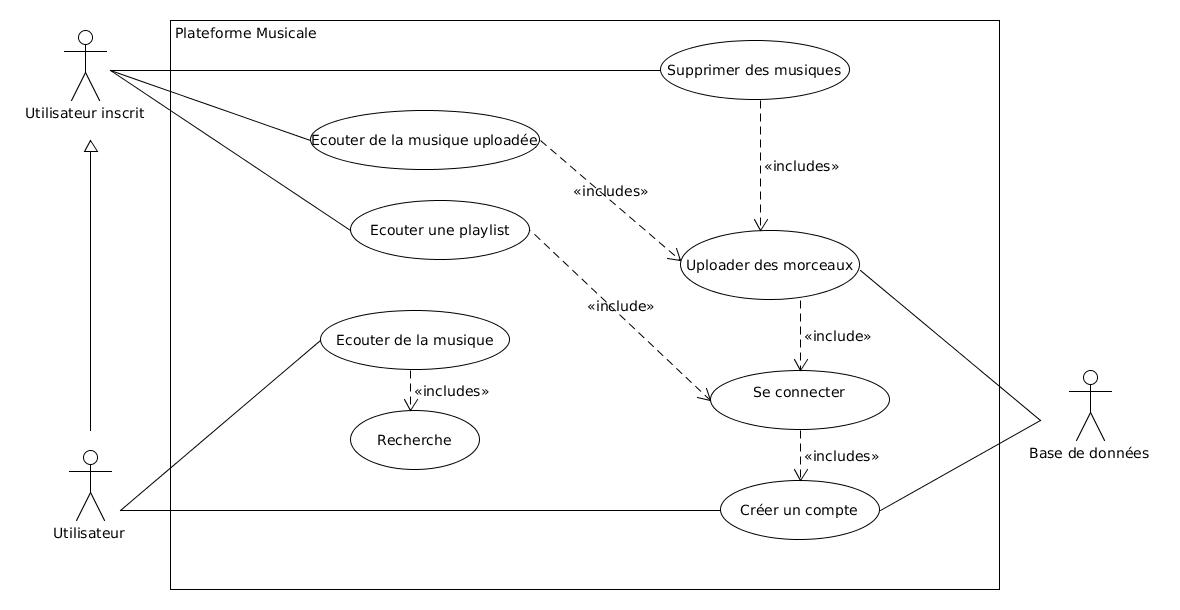 Plateforme Musicale
Supprimer des musiques
Utilisateur inscrit
Ecouter de la musique uploadée
«includes»
«includes»
Ecouter une playlist
Uploader des morceaux
«include»
Ecouter de la musique
«include»
«includes»
Se connecter
Recherche
Base de données
«includes»
Créer un compte
Utilisateur